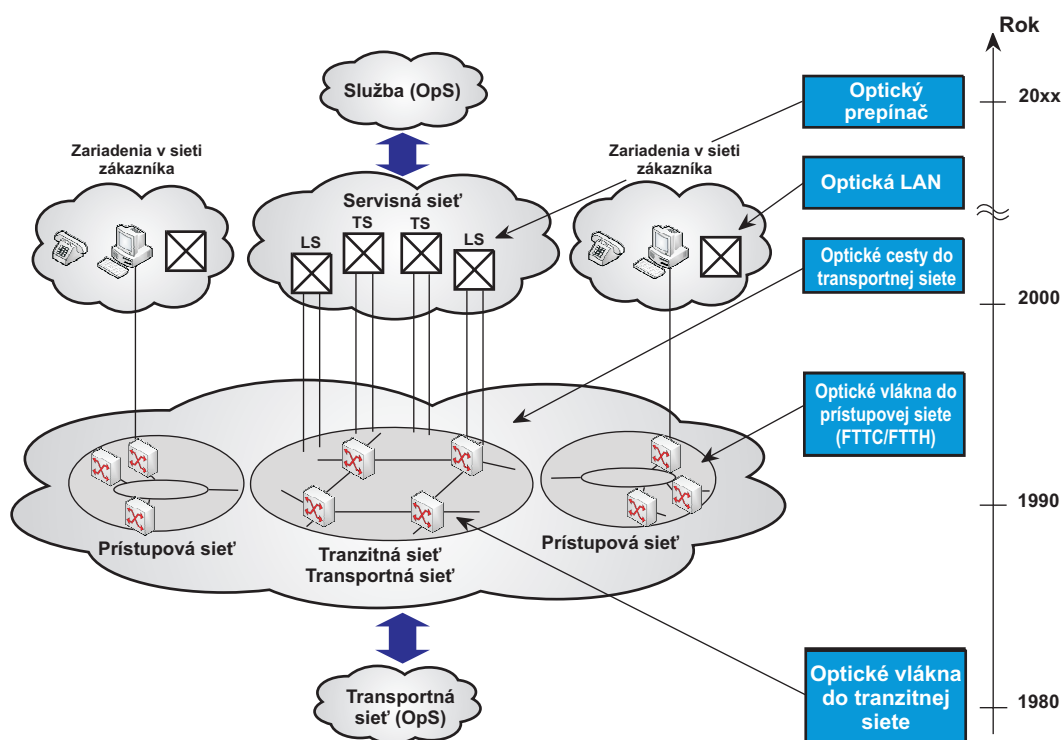 Rok
Služba (OpS)
Optický
prepínač
20xx
Zariadenia v sieti
zákazníka
Zariadenia v sieti
zákazníka
Optická LAN
Servisná sieť
TS
TS
LS
LS
Optické cesty do
transportnej siete
2000
Optické vlákna do
prístupovej siete
(FTTC/FTTH)
1990
Prístupová sieť
Tranzitná sieť
Transportná sieť
Prístupová sieť
Optické vlákna
do tranzitnej
siete
Transportná
sieť (OpS)
1980